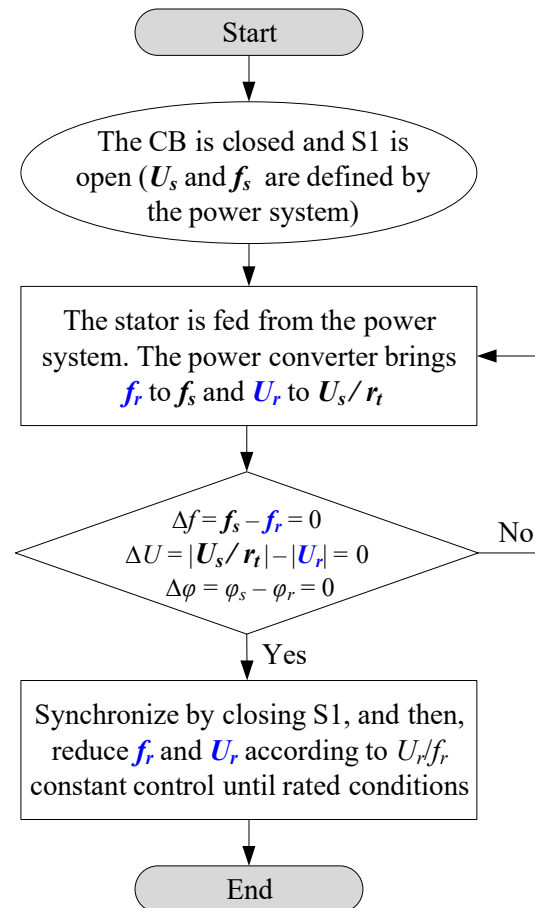 Start
The CB is closed and S1 is
open (Us and fs are defined by
the power system)
The stator is fed from the power
system. The power converter brings
fr to fs and Ur to Us / rt
Δf = fs – fr = 0
ΔU = |Us / rt| – |Ur| = 0
Δφ = φs – φr = 0
No
Yes
Synchronize by closing S1, and then,
reduce fr and Ur according to Ur/fr
constant control until rated conditions
End